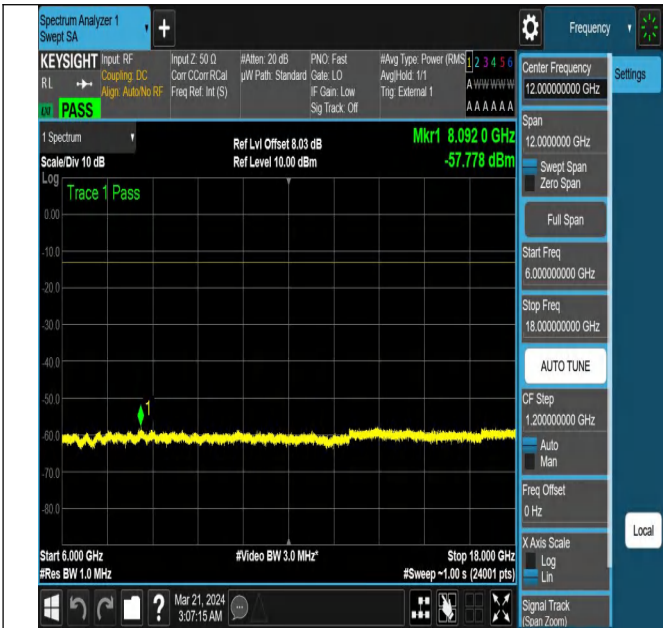 Spectrum Analyzer 1
Swept SA
+
Frequency
KEYSIGHT
RL
PASS
Input: RF
Coupling: DC
Align: Auto/No RF
Input Z: 50 Ω
Corr CCorr RCal
Freq Ref: Int (S)
#Atten: 20 dB
µW Path: Standard
PNO: Fast
Gate: LO
IF Gain: Low
Sig Track: Off
#Avg Type: Power (RMS
Avg|Hold: 1/1
Trig: External 1
1 2 3 4 5 6
A W W W W W
A A A A A A
1 Spectrum
Scale/Div 10 dB
Log
Ref Lvl Offset 8.03 dB
Ref Level 10.00 dBm
Mkr1 8.092 0 GHz
-57.778 dBm
Trace 1 Pass
0.00
-10.0
-20.0
-30.0
-40.0
-50.0
-60.0
-70.0
-80.0
1
Start 6.000 GHz
#Res BW 1.0 MHz
#Video BW 3.0 MHz*
Stop 18.000 GHz
#Sweep ~1.00 s (24001 pts)
?
Mar 21, 2024
3:07:15 AM
Center Frequency
12.000000000 GHz
Span
12.0000000 GHz
Swept Span
Zero Span
Full Span
Start Freq
6.000000000 GHz
Stop Freq
18.000000000 GHz
AUTO TUNE
CF Step
1.200000000 GHz
Auto
Man
Freq Offset
0 Hz
X Axis Scale
Log
Lin
Signal Track
(Span Zoom)
Settings
Local